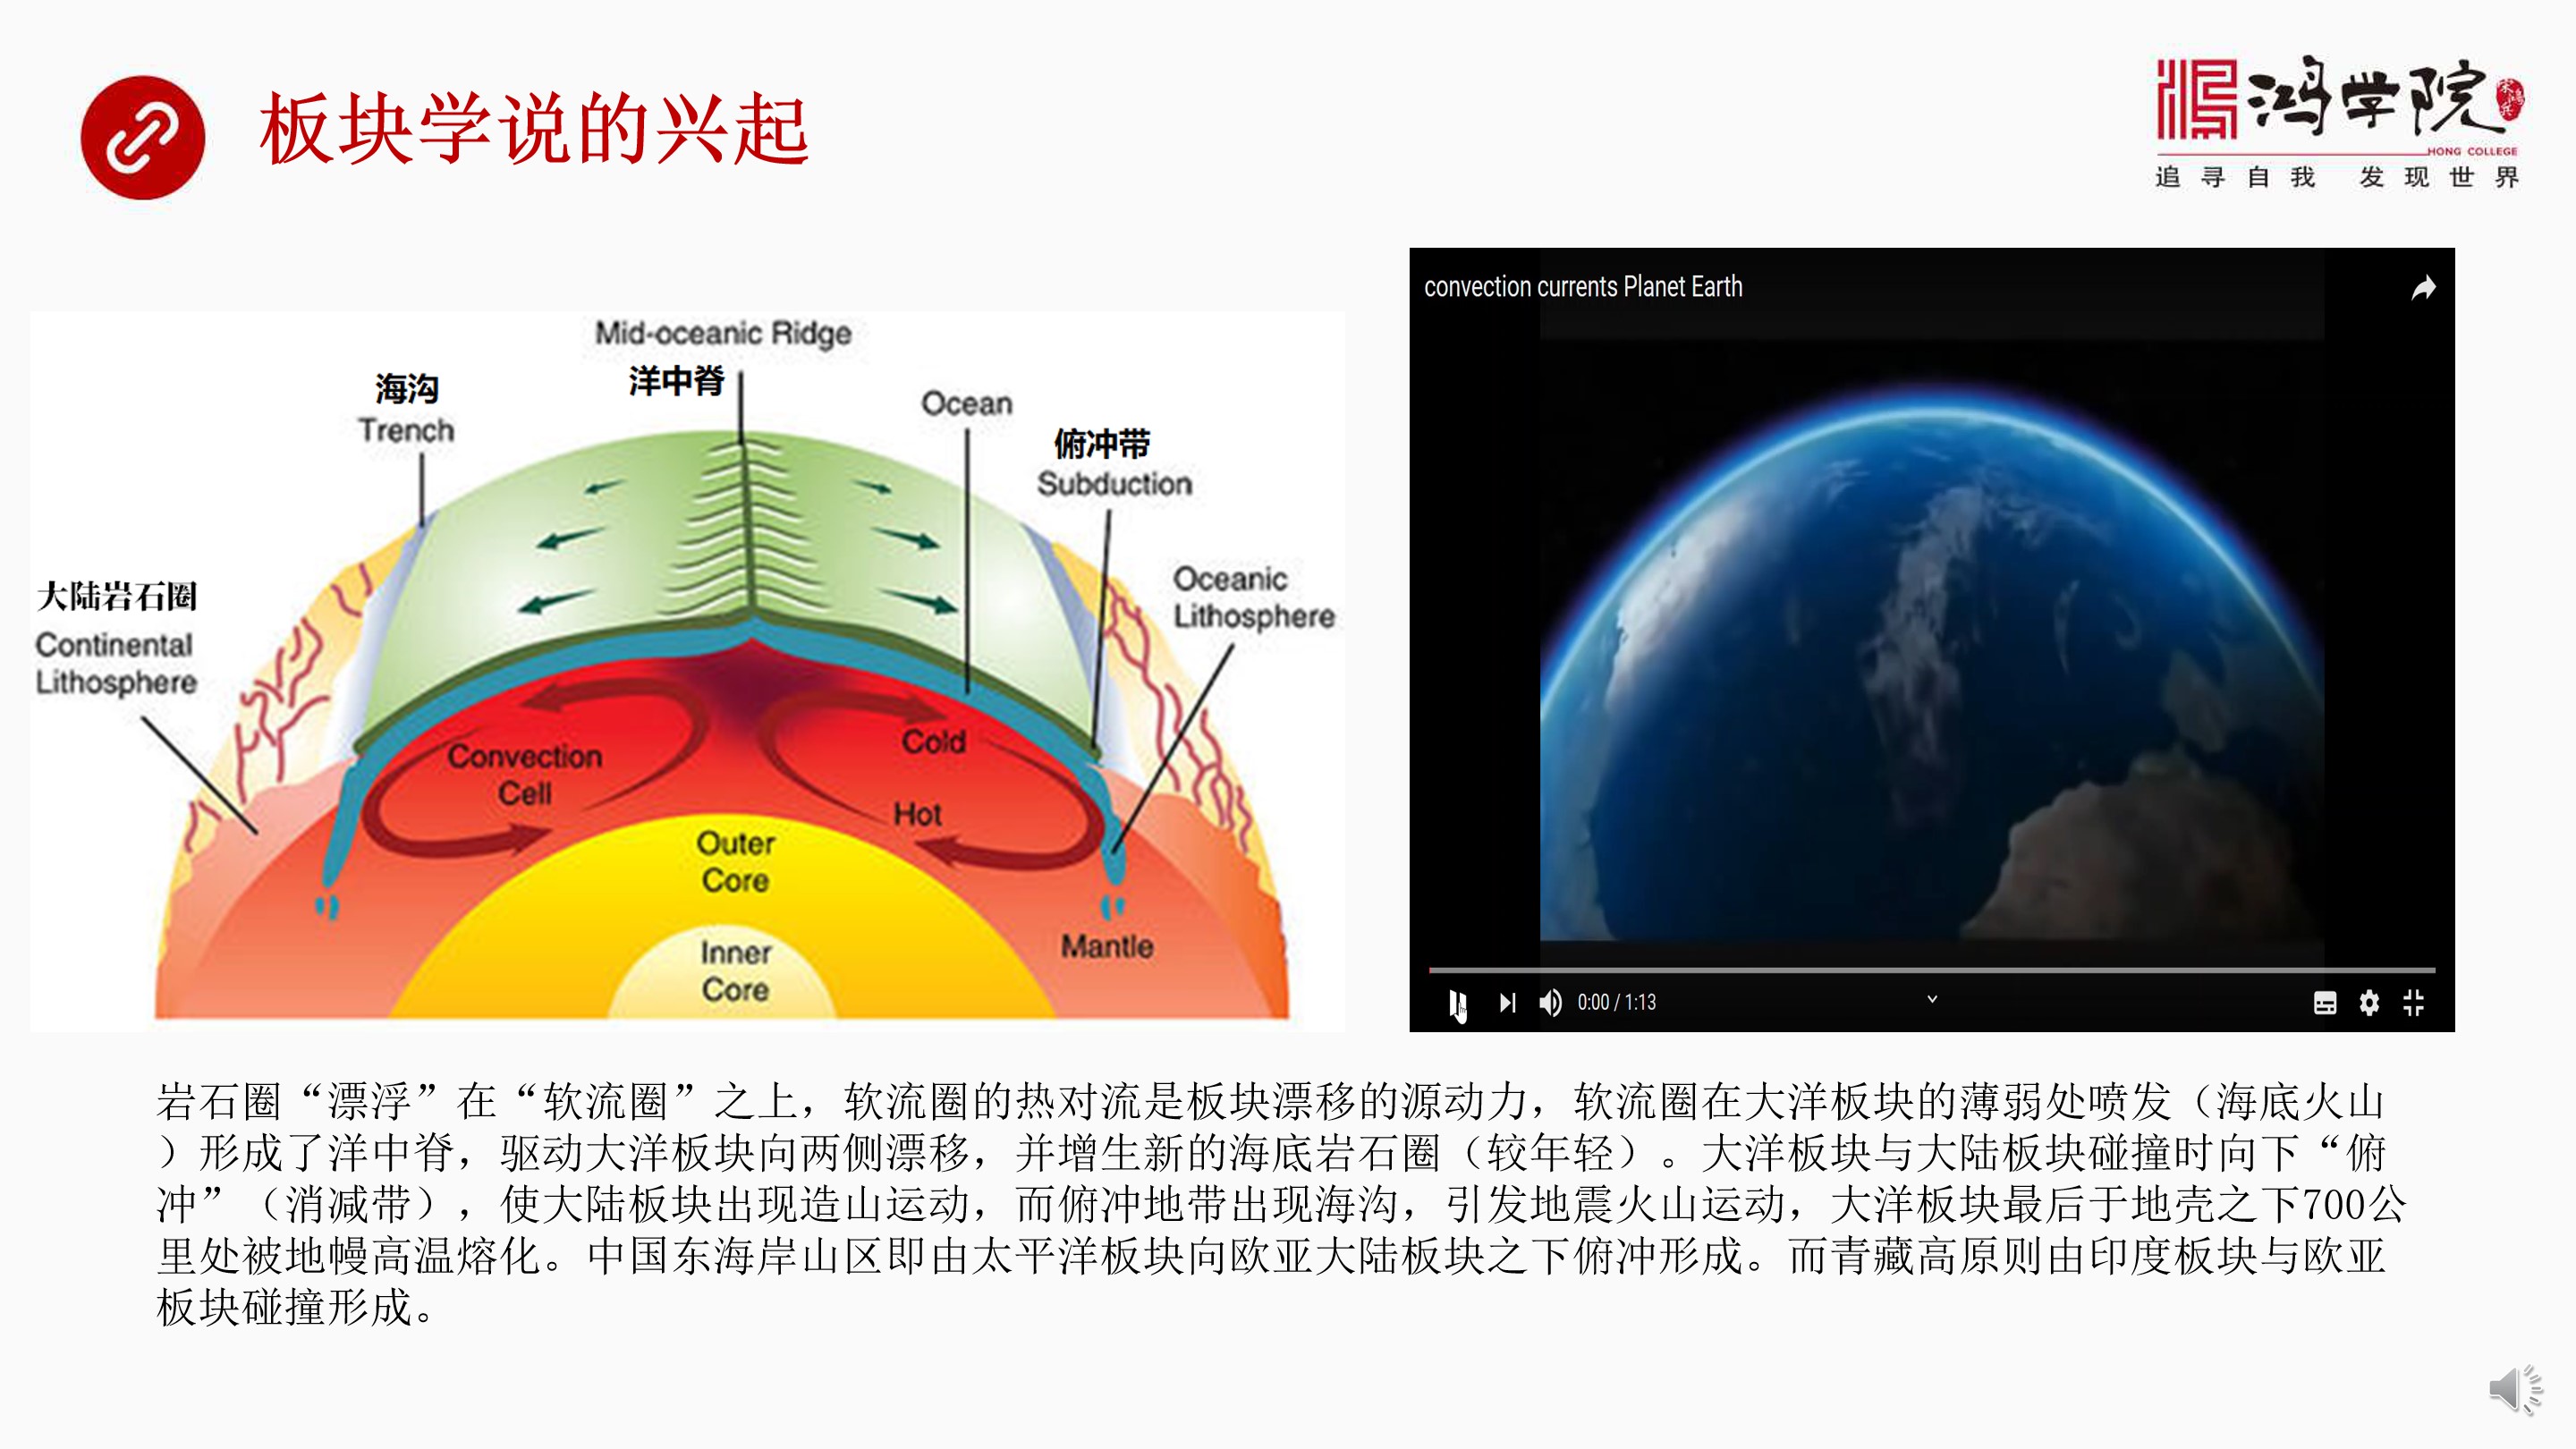 板块学说的兴起
鸿学院
HONG COLLEGE
追寻自我 发现世界
Mid-oceanic Ridge
洋中脊
海沟
Trench
Ocean
俯冲带
Subduction
Oceanic
Lithosphere
大陆岩石圈
Continental
Lithosphere
Convection
Cell
Cold
Hot
Outer
Core
Inner
Core
Mantle
convection currents Planet Earth
0:00 / 1:13
岩石圈“漂浮”在“软流圈”之上，软流圈的热对流是板块漂移的源动力，软流圈在大洋板块的薄弱处喷发（海底火山
）形成了洋中脊，驱动大洋板块向两侧漂移，并增生新的海底岩石圈（较年轻）。大洋板块与大陆板块碰撞时向下“俯
冲”（消减带），使大陆板块出现造山运动，而俯冲地带出现海沟，引发地震火山运动，大洋板块最后于地壳之下700公
里处被地幔高温熔化。中国东海岸山区即由太平洋板块向欧亚大陆板块之下俯冲形成。而青藏高原则由印度板块与欧亚
板块碰撞形成。